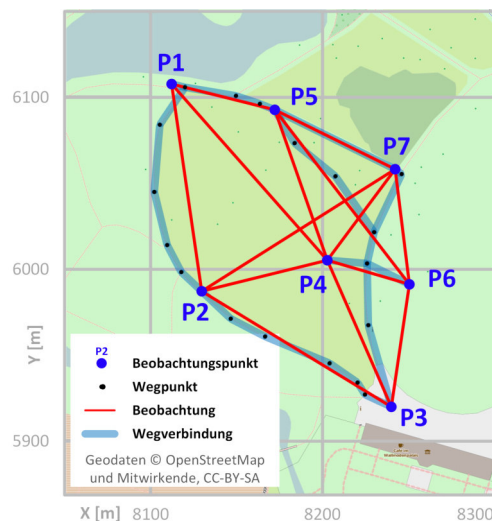 6100
P1
P5
P7
6000
P4
P6
P2
Y [m]
P2
Beobachtungspunkt
Wegpunkt
P3
Beobachtung
5900
Wegverbindung
Geodaten © OpenStreetMap
und Mitwirkende, CC-BY-SA
X [m]
8100
8200
8300